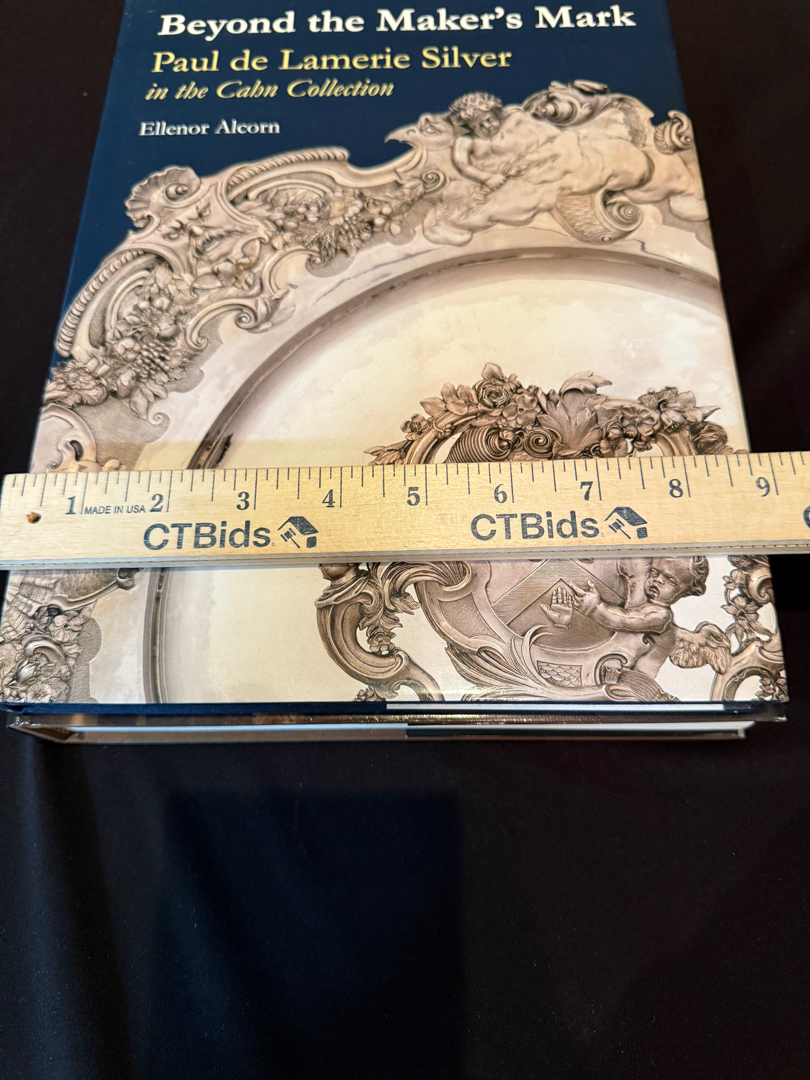 Beyond the Maker's Mark
Paul de Lamerie Silver
in the Cahn Collection
Ellenor Alcorn
1 MADE IN USA 2 3 4 5 6 7 8 9
CTBids CTBids C